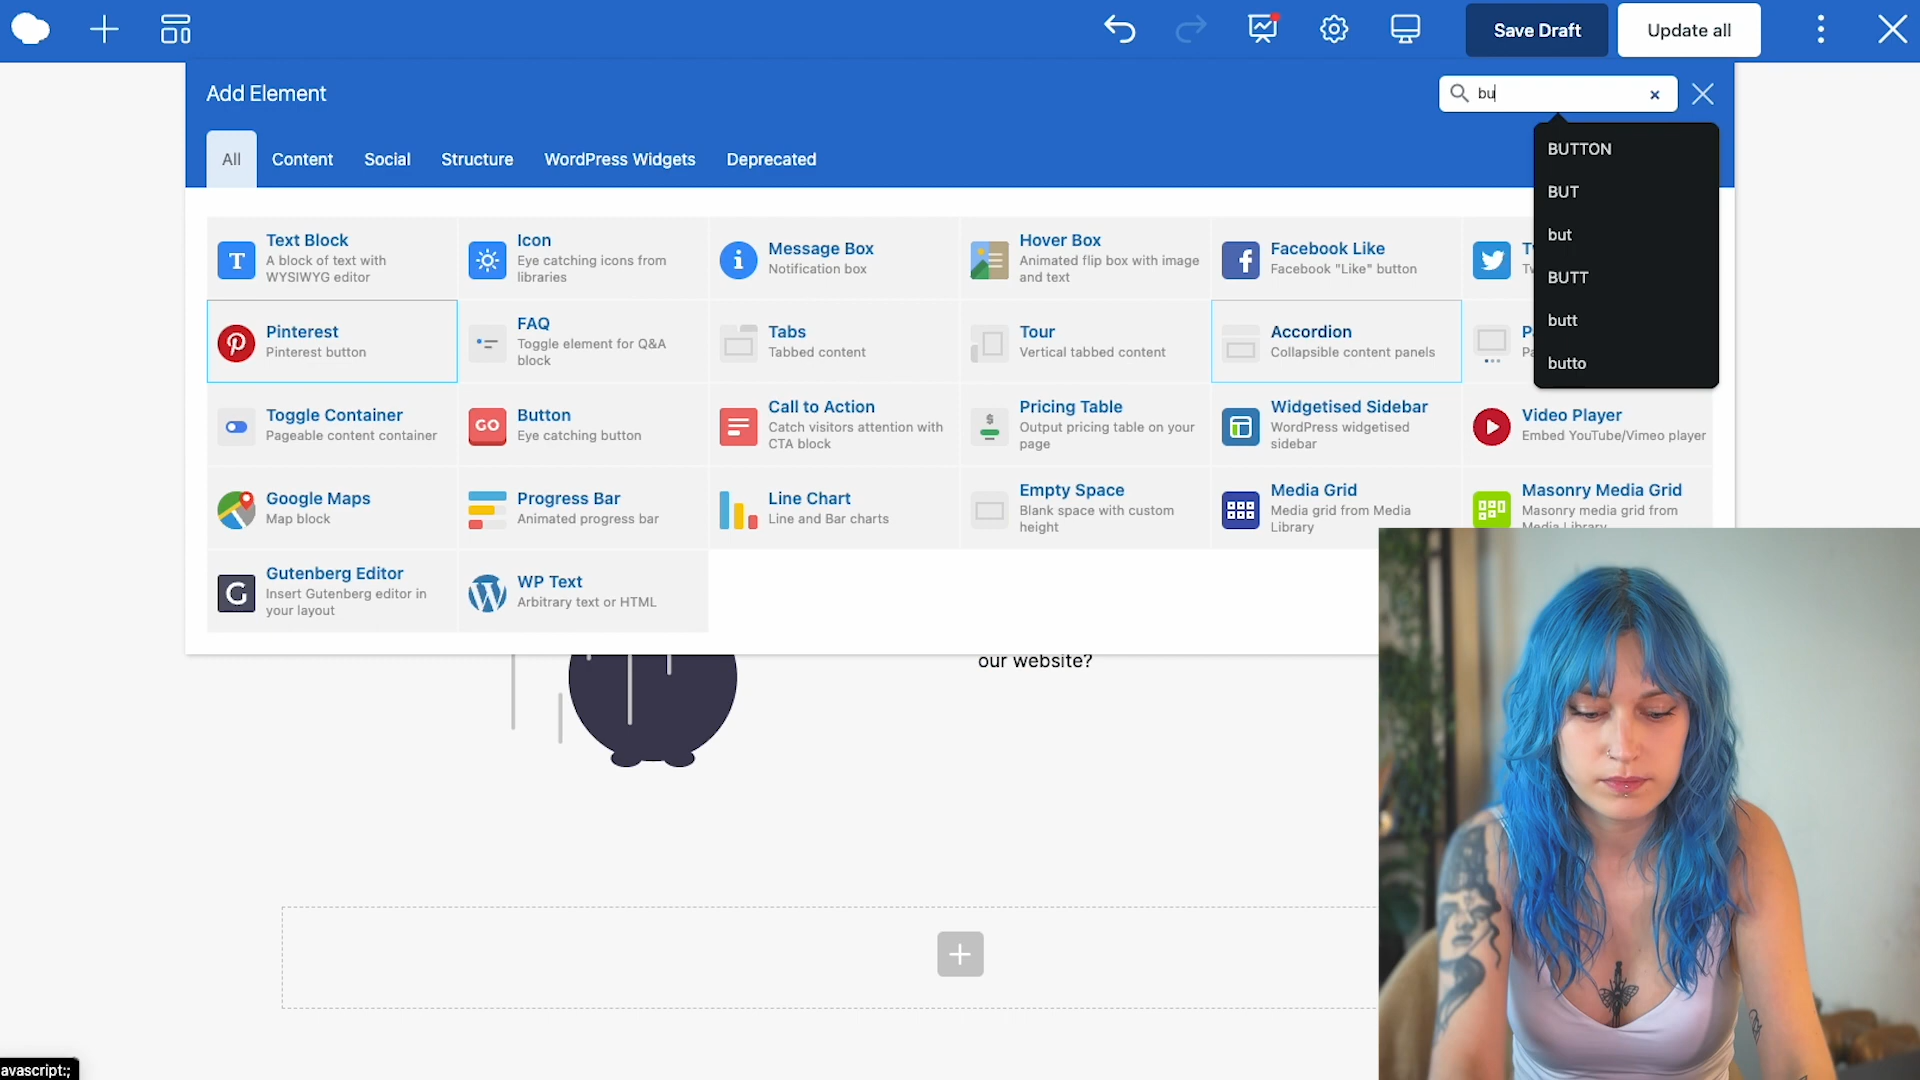 Save Draft
Update all
Add Element
bu
All
Content
Social
Structure
WordPress Widgets
Deprecated
BUTTON
BUT
but
BUTT
butt
butto
Text Block
A block of text with
WYSIWYG editor
Icon
Eye catching icons from
libraries
Message Box
Notification box
Hover Box
Animated flip box with image
and text
Facebook Like
Facebook "Like" button
Pinterest
Pinterest button
FAQ
Toggle element for Q&A
block
Tabs
Tabbed content
Tour
Vertical tabbed content
Accordion
Collapsible content panels
Toggle Container
Pageable content container
GO
Button
Eye catching button
Call to Action
Catch visitors attention with
CTA block
Pricing Table
Output pricing table on your
page
Widgetised Sidebar
WordPress widgetised
sidebar
Video Player
Embed YouTube/Vimeo player
Google Maps
Map block
Progress Bar
Animated progress bar
Line Chart
Line and Bar charts
Empty Space
Blank space with custom
height
Media Grid
Media grid from Media
Library
Masonry Media Grid
Masonry media grid from
Media Library
Gutenberg Editor
Insert Gutenberg editor in
your layout
WP Text
Arbitrary text or HTML
our website?
avascript:;